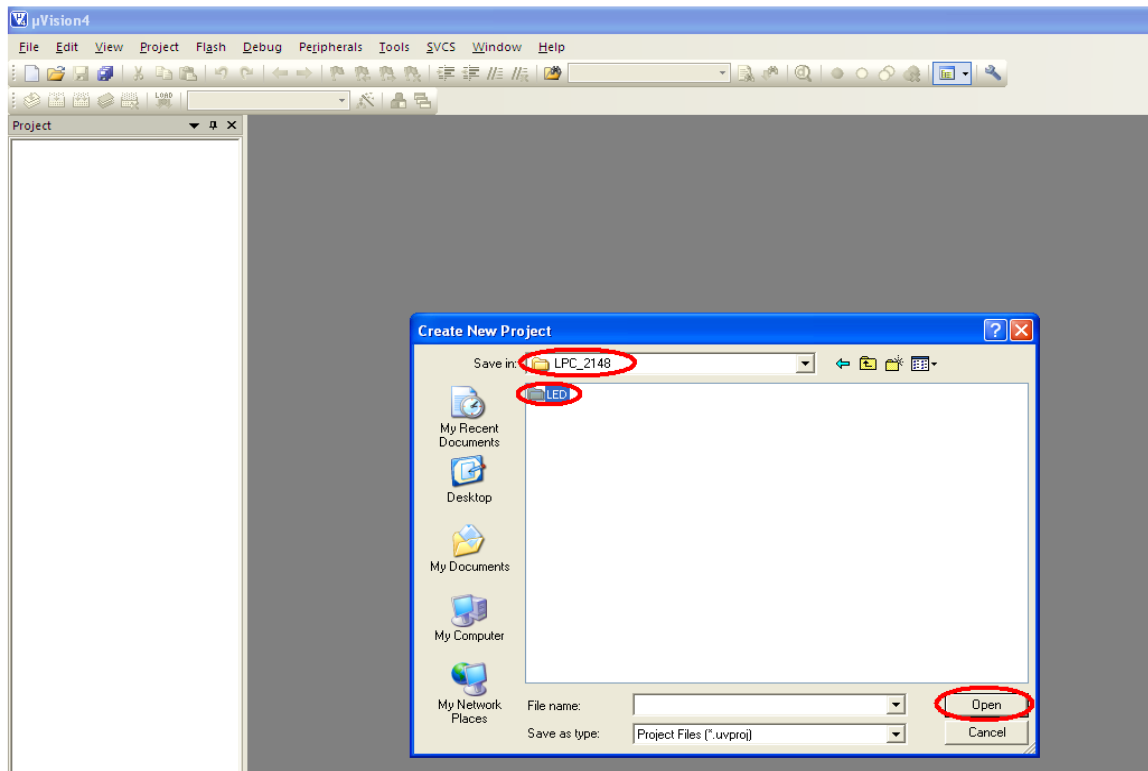 µVision4
File Edit View Project Flash Debug Peripherals Tools SVCS Window Help
LOAD
Project
Create New Project
Save in: LPC_2148
LED
My Recent
Documents
Desktop
My Documents
My Computer
My Network
Places
File name:
Open
Save as type: Project Files (*.uvproj)
Cancel